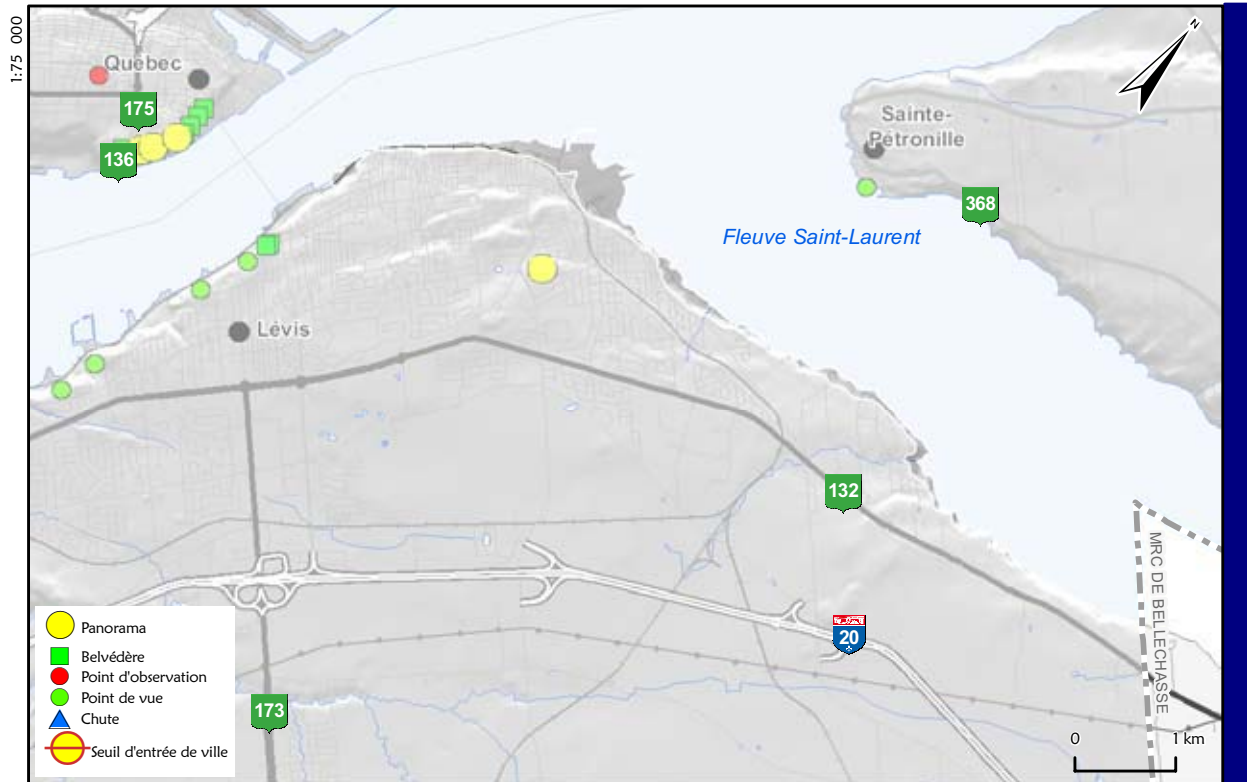 1:75 000
N
Québec
175
136
Sainte-
Pétronille
368
Fleuve Saint-Laurent
Lévis
132
MRC DE BELLECHASSE
20
173
Panorama
Belvédère
Point d'observation
Point de vue
Chute
Seuil d'entrée de ville
0 1 km